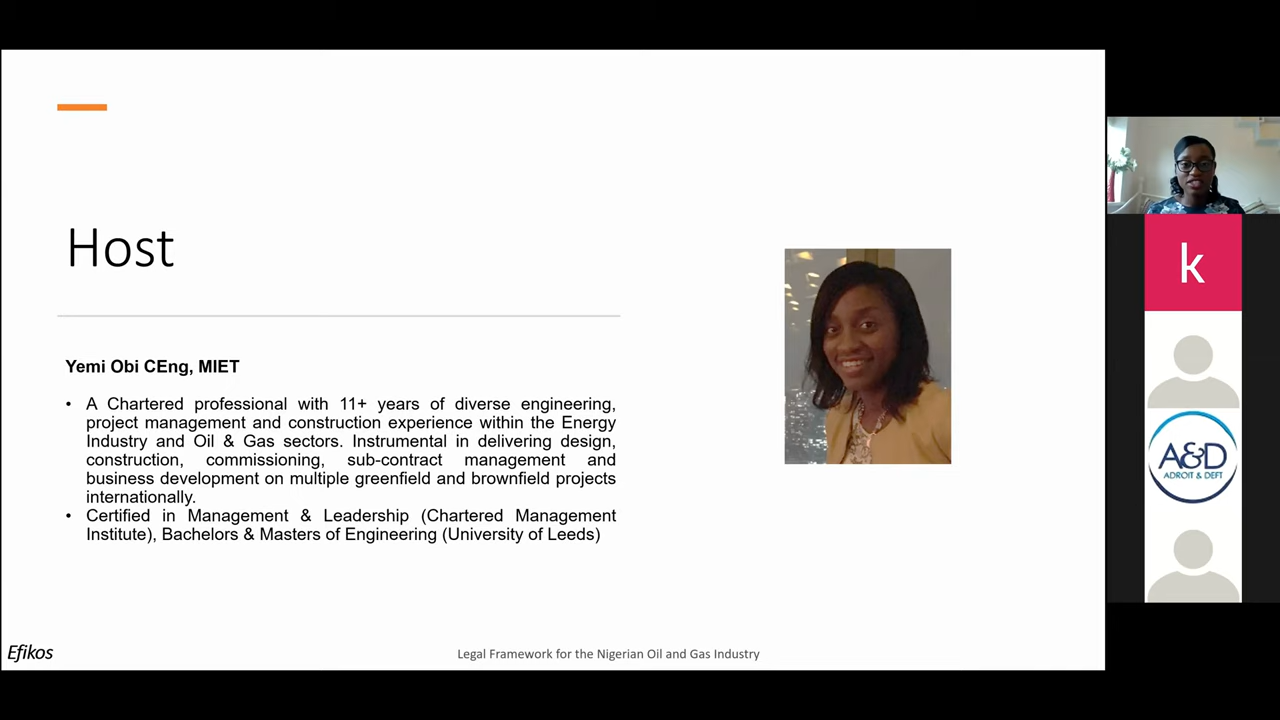 Host
Yemi Obi CEng, MIET
• A Chartered professional with 11+ years of diverse engineering,
project management and construction experience within the Energy
Industry and Oil & Gas sectors. Instrumental in delivering design,
construction, commissioning, sub-contract management and
business development on multiple greenfield and brownfield projects
internationally.
• Certified in Management & Leadership (Chartered Management
Institute), Bachelors & Masters of Engineering (University of Leeds)
Efikos
Legal Framework for the Nigerian Oil and Gas Industry
k
A&D
ADROIT & DEFT